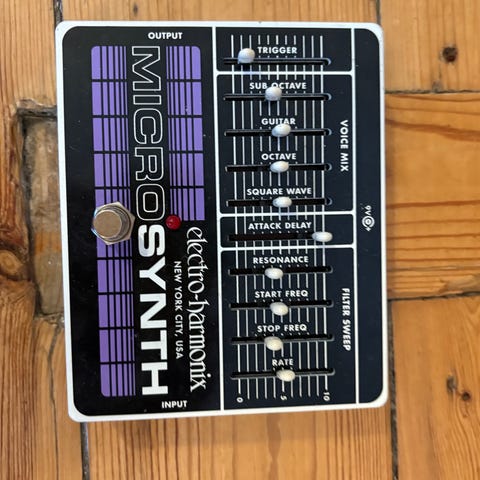 OUTPUT
MICROSYNTH
electro-harmonix
NEW YORK CITY, USA
INPUT
TRIGGER
SUB OCTAVE
GUITAR
OCTAVE
SQUARE WAVE
VOICE MIX
ATTACK DELAY
9V
RESONANCE
START FREQ
STOP FREQ
RATE
FILTER SWEEP
0 5 10